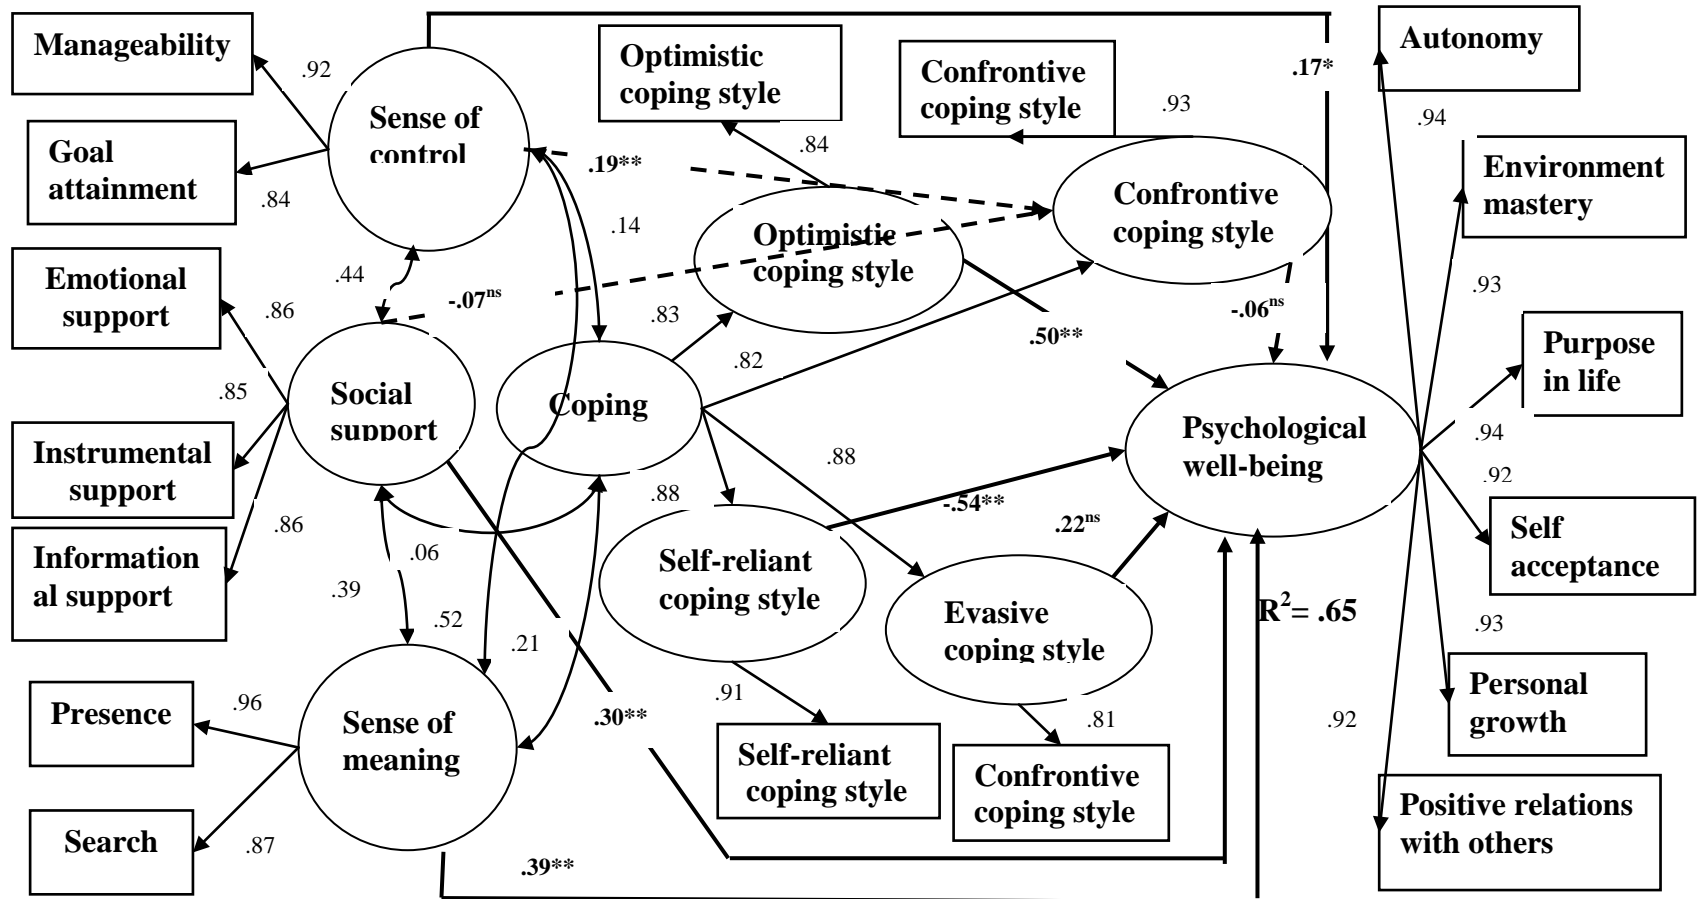 Manageability
.92
Goal
attainment
.84
Sense of
control
Optimistic
coping style
.84
Confrontive
coping style
.93
.17*
Autonomy
.94
Environment
mastery
.19**
.14
Optimistic
coping style
Confrontive
coping style
Emotional
support
.86
.44
-.07ns
.83
.82
.50**
-.06ns
.93
Purpose
in life
.85
Social
support
Coping
Psychological
well-being
.94
.92
Instrumental
support
.88
.88
-.54**
.22ns
Self
acceptance
.86
.06
.39
Information
al support
Self-reliant
coping style
Evasive
coping style
R2= .65
.93
.52
.21
Personal
growth
Presence
.96
Sense of
meaning
.30**
.91
.81
.92
Self-reliant
coping style
Confrontive
coping style
Positive relations
with others
Search
.87
.39**